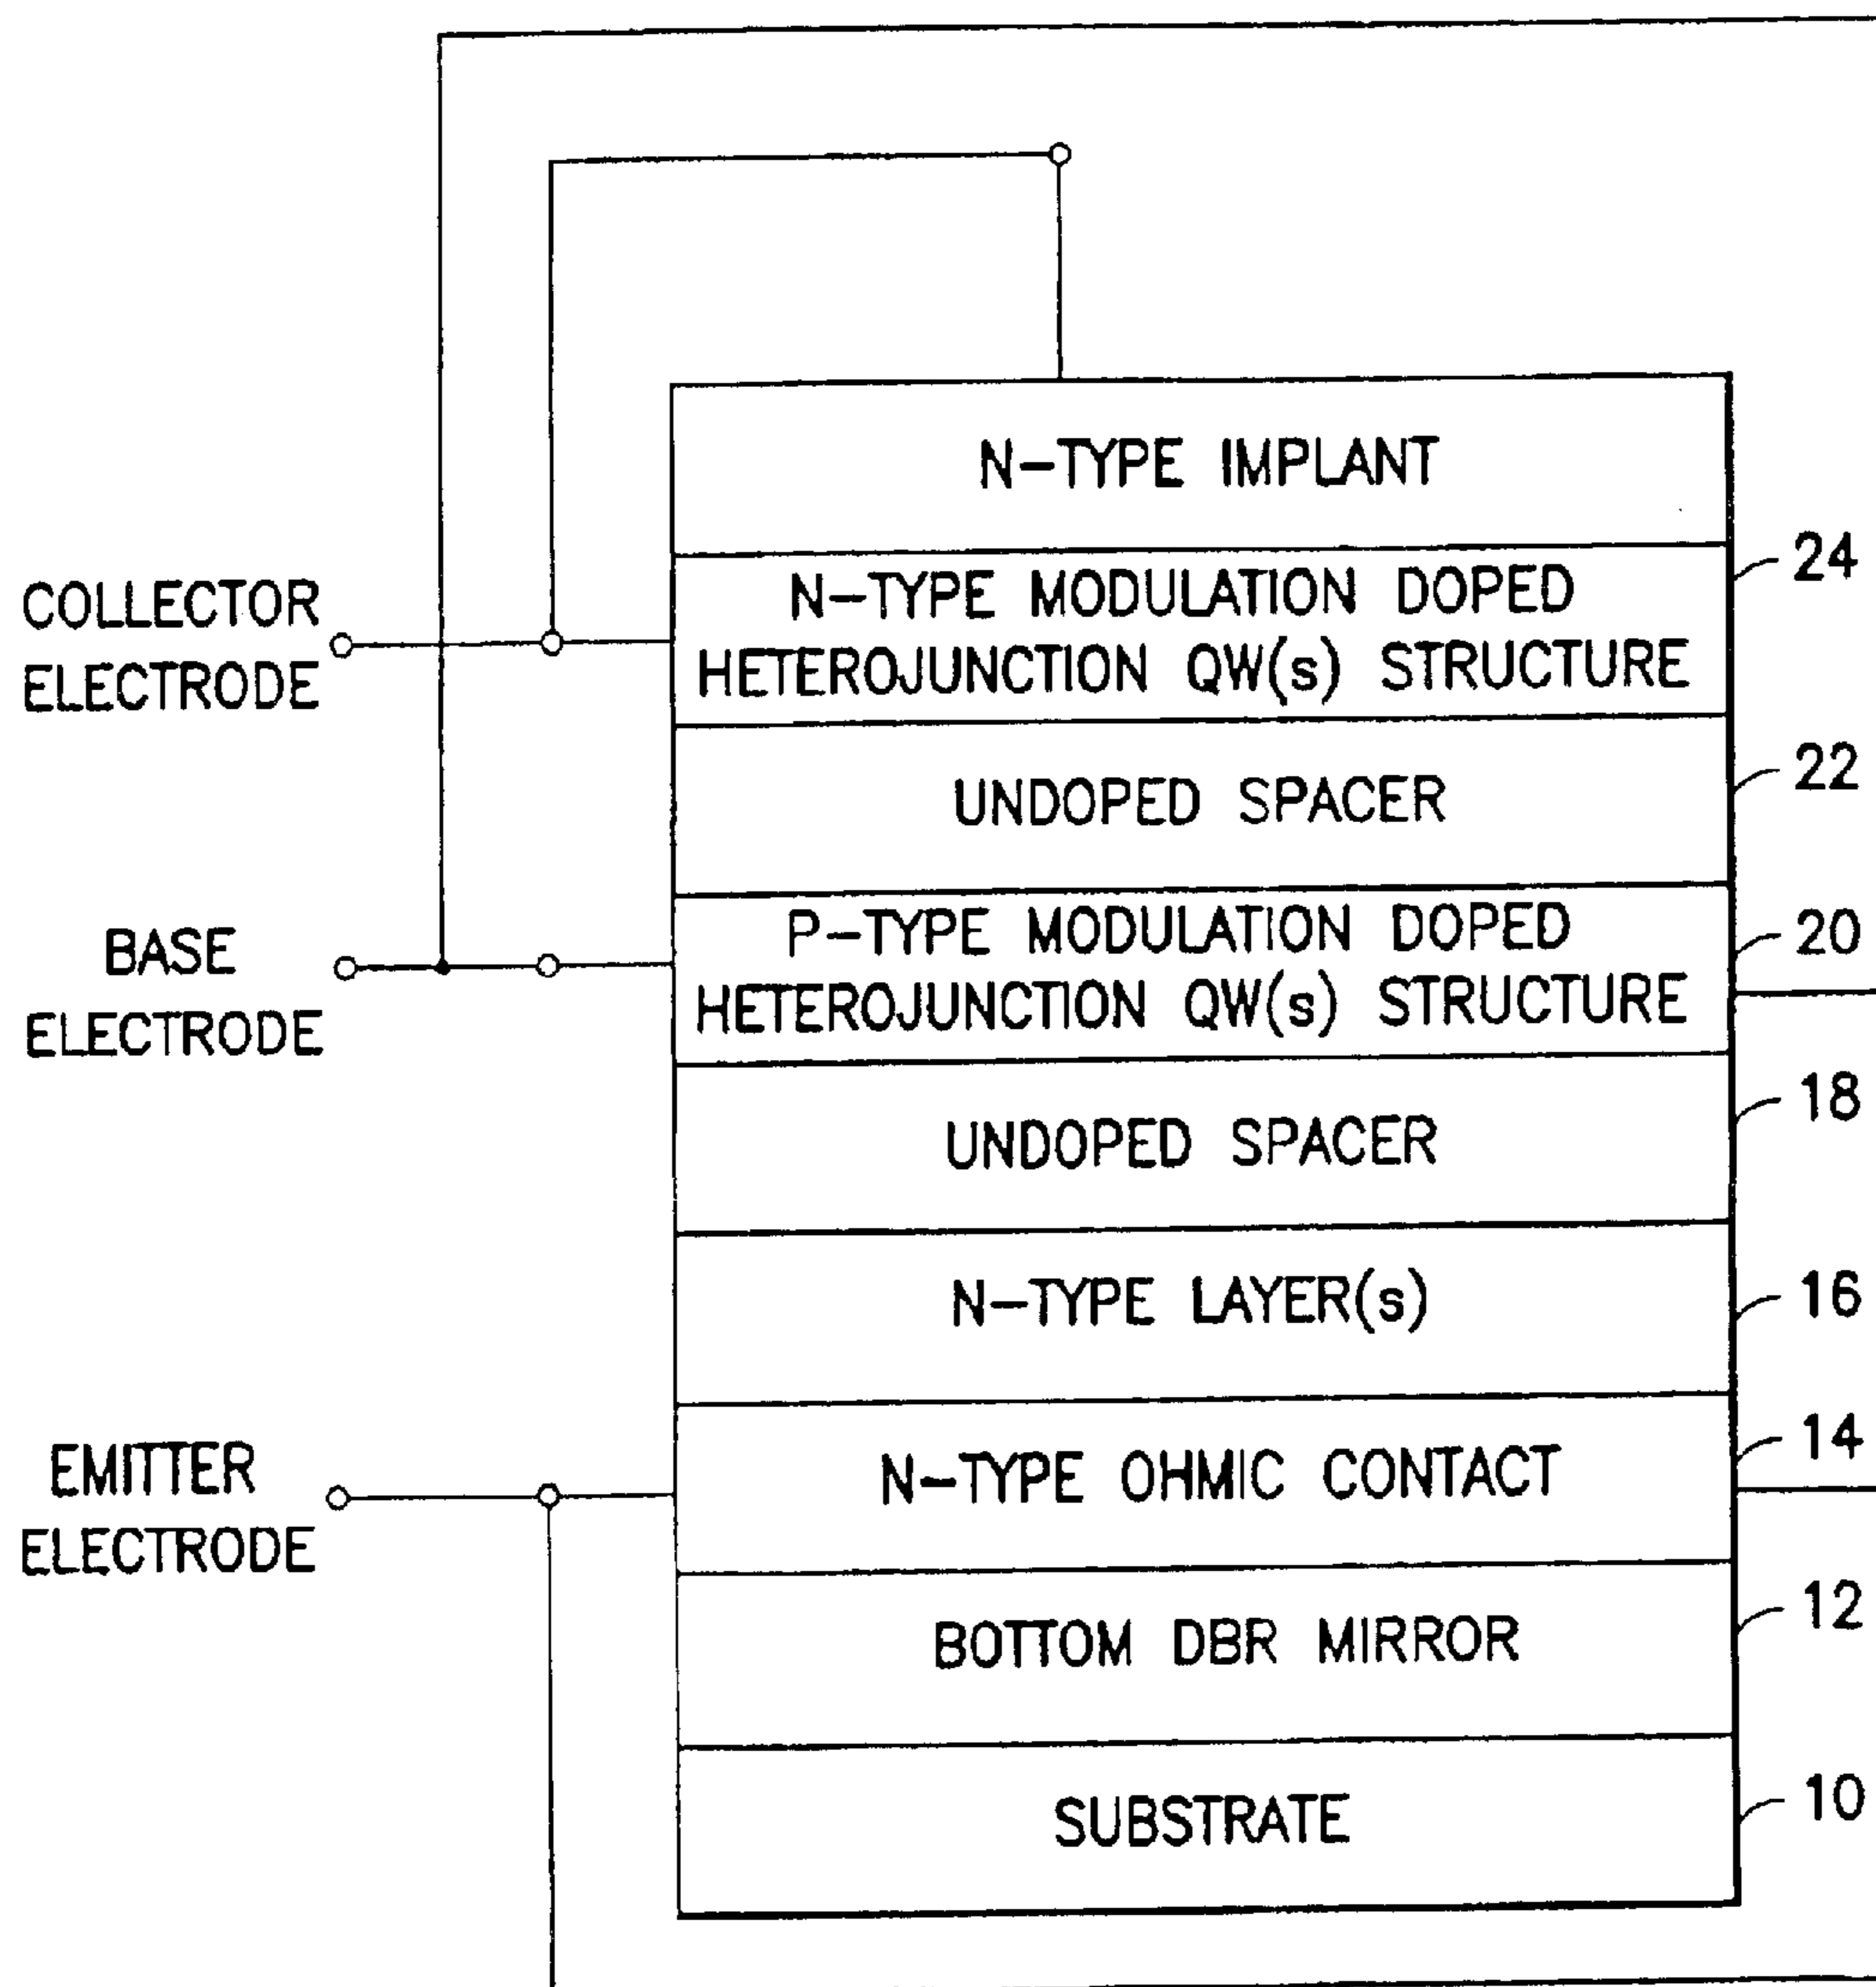 N-TYPE IMPLANT
24
N-TYPE MODULATION DOPED
HETEROJUNCTION QW(s) STRUCTURE
COLLECTOR
ELECTRODE
22
UNDOPED SPACER
20
P-TYPE MODULATION DOPED
HETEROJUNCTION QW(s) STRUCTURE
BASE
ELECTRODE
18
UNDOPED SPACER
16
N-TYPE LAYER(s)
14
N-TYPE OHMIC CONTACT
EMITTER
ELECTRODE
12
BOTTOM DBR MIRROR
10
SUBSTRATE